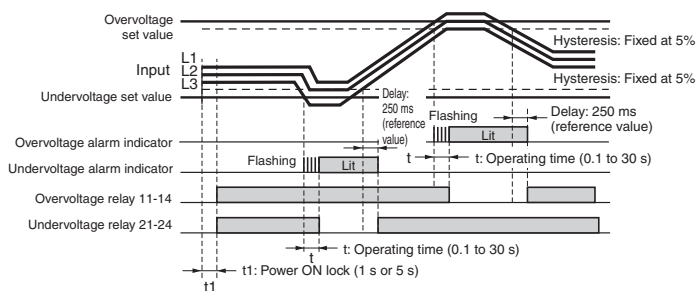 Overvoltage
set value
Hysteresis: Fixed at 5%
L1
Input L2
L3
Hysteresis: Fixed at 5%
Undervoltage set value
Delay:
250 ms
(reference
value)
Flashing
Delay: 250 ms
(reference value)
Overvoltage alarm indicator
Lit
Flashing
t
t: Operating time (0.1 to 30 s)
Undervoltage alarm indicator
Lit
Overvoltage relay 11-14
Undervoltage relay 21-24
t: Operating time (0.1 to 30 s)
t
t1: Power ON lock (1 s or 5 s)
t1